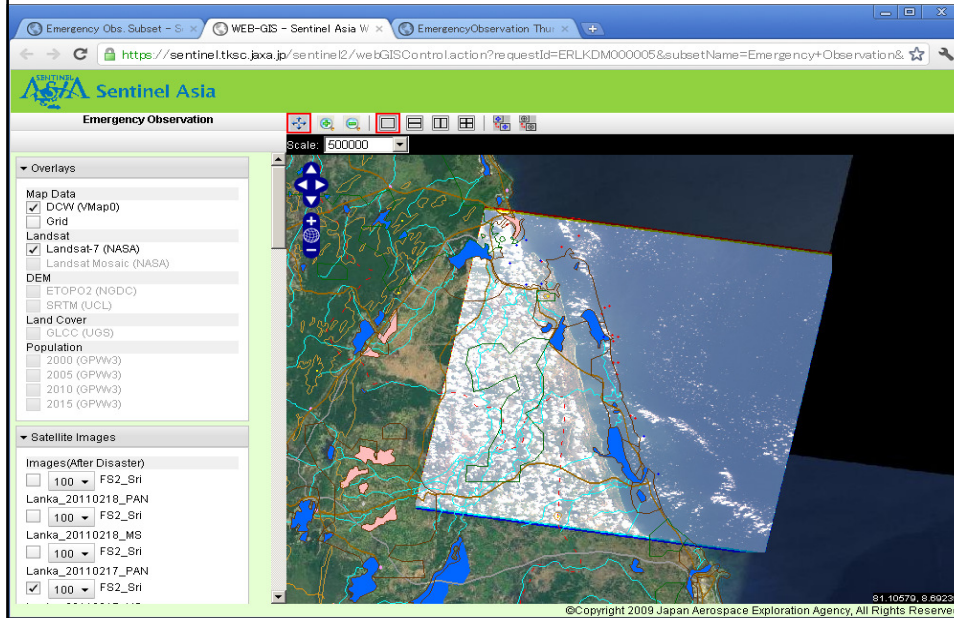 Emergency Obs. Subset – S
WEB-GIS – Sentinel Asia W
EmergencyObservation Thu
https://sentinel.tksc.jaxa.jp/sentinel2/webGISControl.action?requestId=ERLKDM000005&subsetName=Emergency+Observation&
SENTINEL
ASIA
Sentinel Asia
Emergency Observation
Scale: 500000
Overlays
Map Data
DCW (VMap0)
Grid
Landsat
Landsat-7 (NASA)
Landsat Mosaic (NASA)
DEM
ETOPO2 (NGDC)
SRTM (UCL)
Land Cover
GLCC (UGS)
Population
2000 (GPWv3)
2005 (GPWv3)
2010 (GPWv3)
2015 (GPWv3)
Satellite Images
Images(After Disaster)
100 FS2_Sri
Lanka_20110218_PAN
100 FS2_Sri
Lanka_20110218_MS
100 FS2_Sri
Lanka_20110217_PAN
100 FS2_Sri
81.10579, 8.6923
©Copyright 2009 Japan Aerospace Exploration Agency, All Rights Reserve